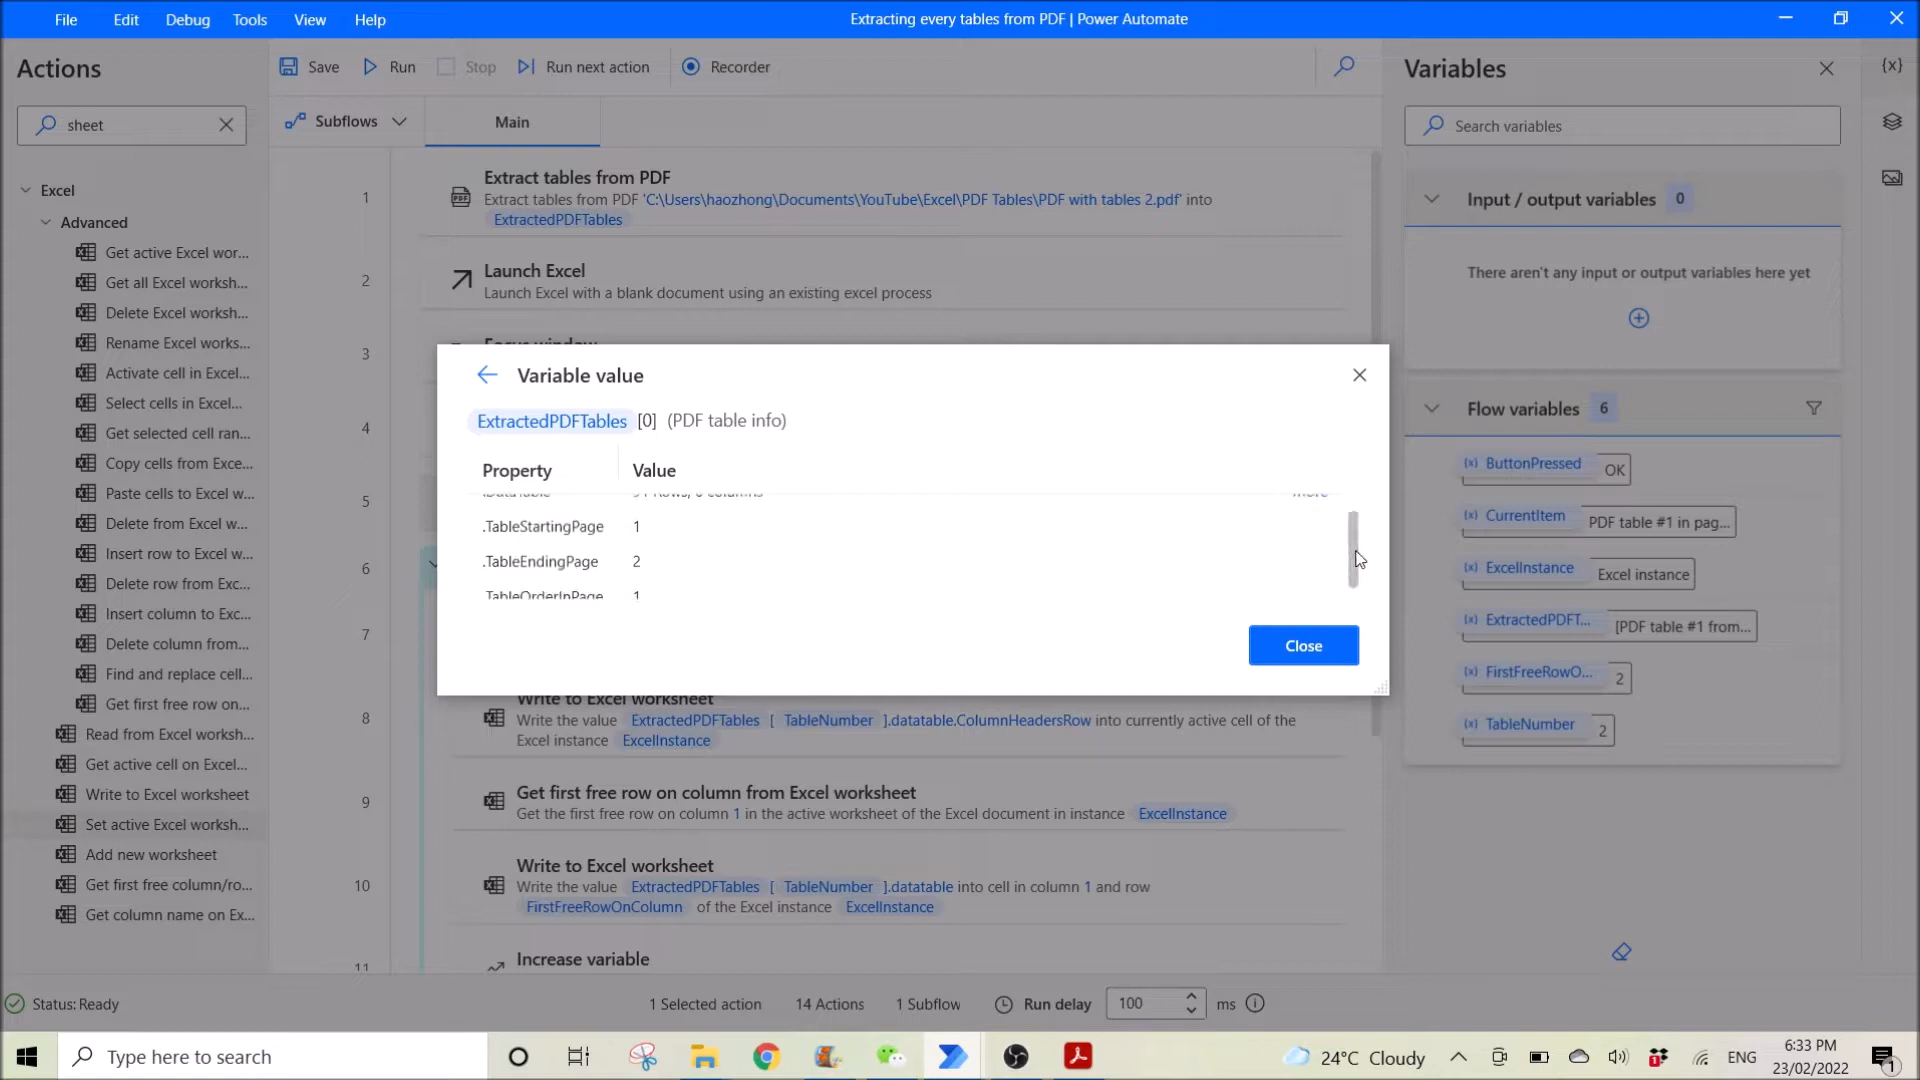 File Edit Debug Tools View Help
Extracting every tables from PDF | Power Automate
Actions
Save Run Stop Run next action Recorder
Variables
{x}
sheet
Subflows
Main
Search variables
Excel
Advanced
Get active Excel wor...
Get all Excel worksh...
Delete Excel worksh...
Rename Excel works...
Activate cell in Excel...
Select cells in Excel...
Get selected cell ran...
Copy cells from Exce...
Paste cells to Excel w...
Delete from Excel w...
Insert row to Excel w...
Delete row from Exc...
Insert column to Exc...
Delete column from...
Find and replace cell...
Get first free row on...
Read from Excel worksh...
Get active cell on Excel...
Write to Excel worksheet
Set active Excel worksh...
Add new worksheet
Get first free column/ro...
Get column name on Ex...
1
Extract tables from PDF
Extract tables from PDF 'C:\Users\haozhong\Documents\YouTube\Excel\PDF Tables\PDF with tables 2.pdf' into
ExtractedPDFTables
2
Launch Excel
Launch Excel with a blank document using an existing excel process
3
Focus window
4
5
6
7
Variable value
ExtractedPDFTables [0] (PDF table info)
Property Value
.TableStartingPage 1
.TableEndingPage 2
.TableOrderInPage 1
Close
8
Write to Excel worksheet
Write the value ExtractedPDFTables [ TableNumber ].datatable.ColumnHeadersRow into currently active cell of the
Excel instance ExcelInstance
9
Get first free row on column from Excel worksheet
Get the first free row on column 1 in the active worksheet of the Excel document in instance ExcelInstance
10
Write to Excel worksheet
Write the value ExtractedPDFTables [ TableNumber ].datatable into cell in column 1 and row
FirstFreeRowOnColumn of the Excel instance ExcelInstance
11
Increase variable
Input / output variables 0
There aren't any input or output variables here yet
Flow variables 6
(x) ButtonPressed OK
(x) CurrentItem PDF table #1 in pag...
(x) ExcelInstance Excel instance
(x) ExtractedPDFT... [PDF table #1 from...
(x) FirstFreeRowO... 2
(x) TableNumber 2
Status: Ready
1 Selected action 14 Actions 1 Subflow Run delay 100 ms
Type here to search
24°C Cloudy
ENG
6:33 PM
23/02/2022
1